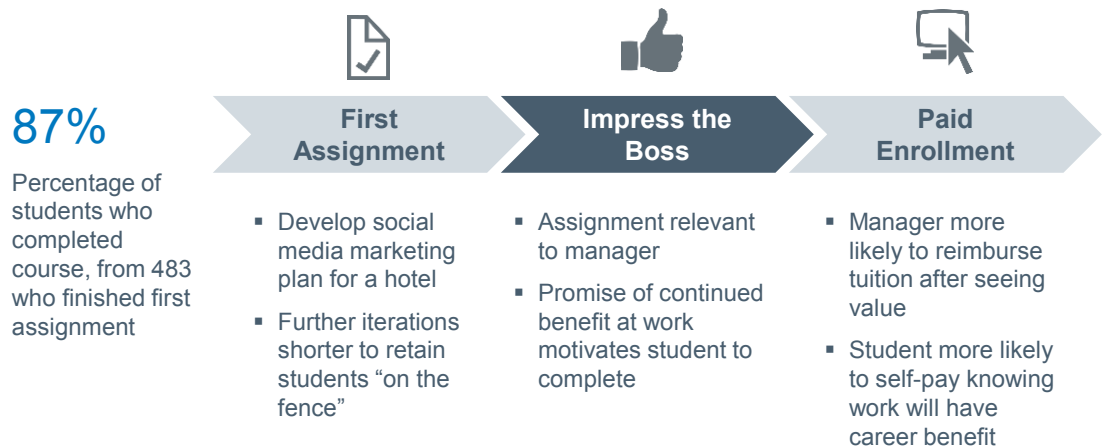 87%
Percentage of
students who
completed
course, from 483
who finished first
assignment
First
Assignment
▪ Develop social
media marketing
plan for a hotel
▪ Further iterations
shorter to retain
students “on the
fence”
Impress the
Boss
▪ Assignment relevant
to manager
▪ Promise of continued
benefit at work
motivates student to
complete
Paid
Enrollment
▪ Manager more
likely to reimburse
tuition after seeing
value
▪ Student more likely
to self-pay knowing
work will have
career benefit